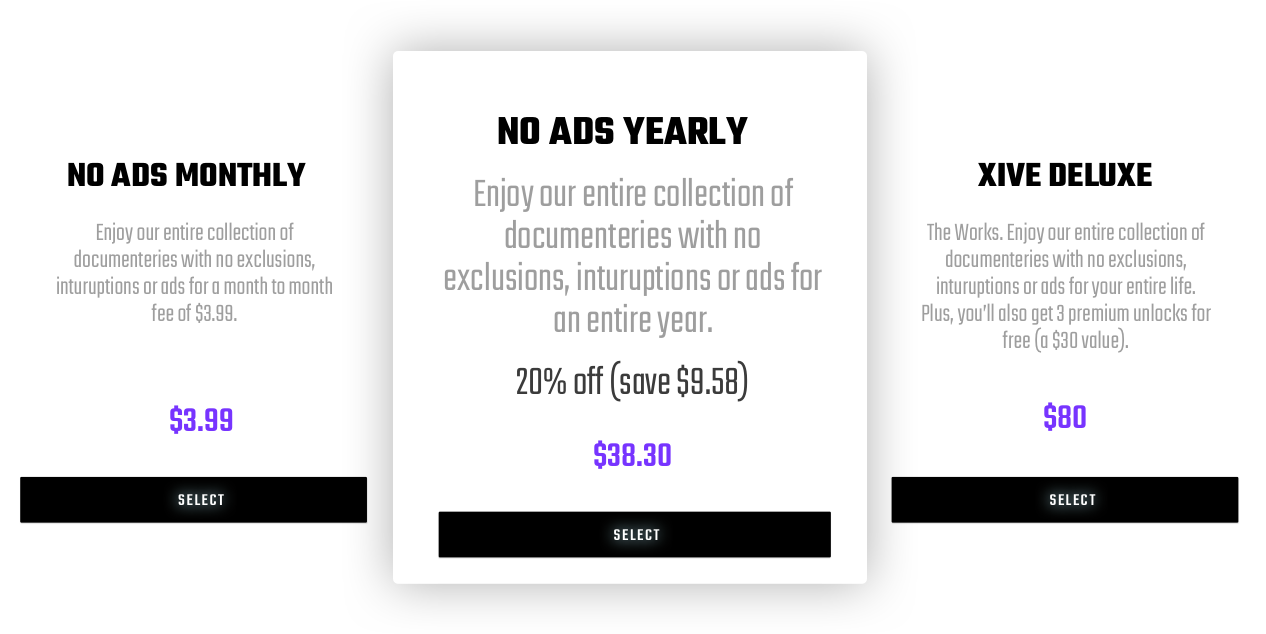 NO ADS MONTHLY
Enjoy our entire collection of
documenteries with no exclusions,
inturuptions or ads for a month to month
fee of $3.99.
$3.99
SELECT
NO ADS YEARLY
Enjoy our entire collection of
documenteries with no
exclusions, inturuptions or ads for
an entire year.
20% off (save $9.58)
$38.30
SELECT
XIVE DELUXE
The Works. Enjoy our entire collection of
documenteries with no exclusions,
inturuptions or ads for your entire life.
Plus, you’ll also get 3 premium unlocks for
free (a $30 value).
$80
SELECT